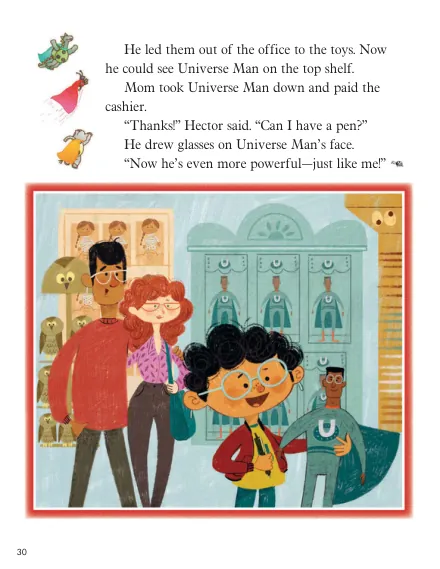 He led them out of the office to the toys. Now
he could see Universe Man on the top shelf.
Mom took Universe Man down and paid the
cashier.
“Thanks!” Hector said. “Can I have a pen?”
He drew glasses on Universe Man’s face.
“Now he’s even more powerful—just like me!”
U
30